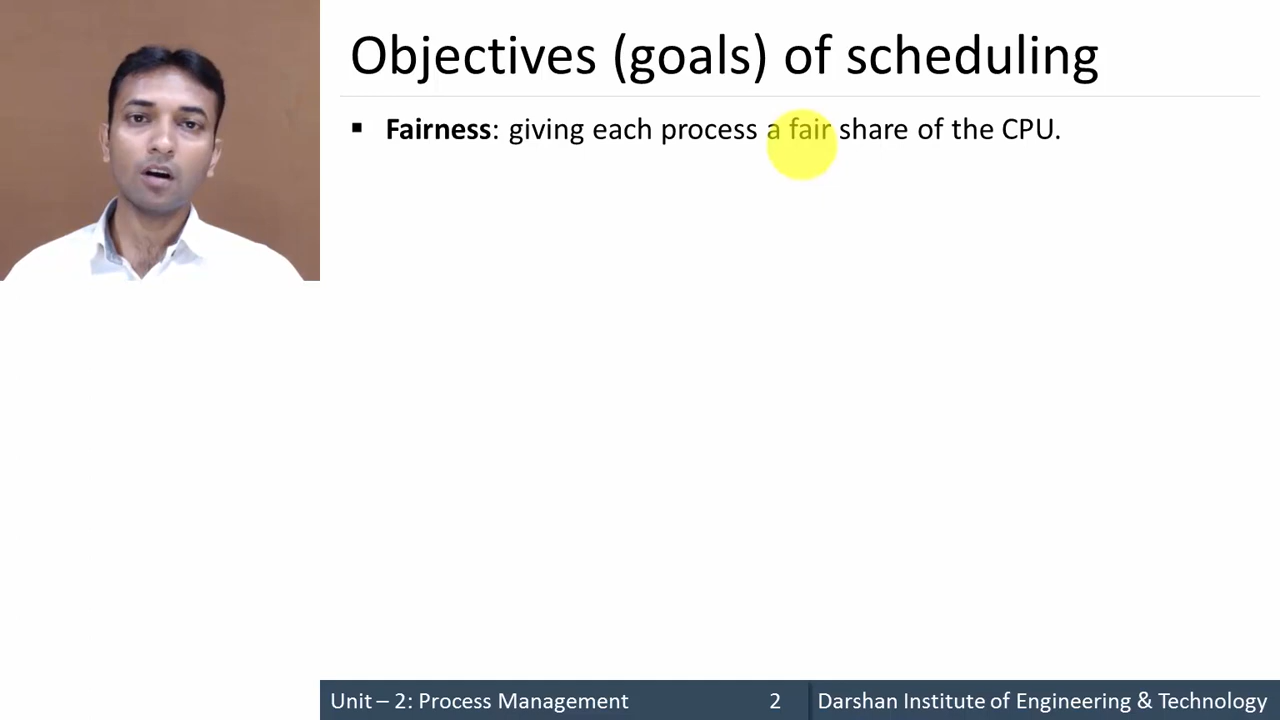 Objectives (goals) of scheduling
▪ Fairness: giving each process a fair share of the CPU.
Unit – 2: Process Management 2 Darshan Institute of Engineering & Technology